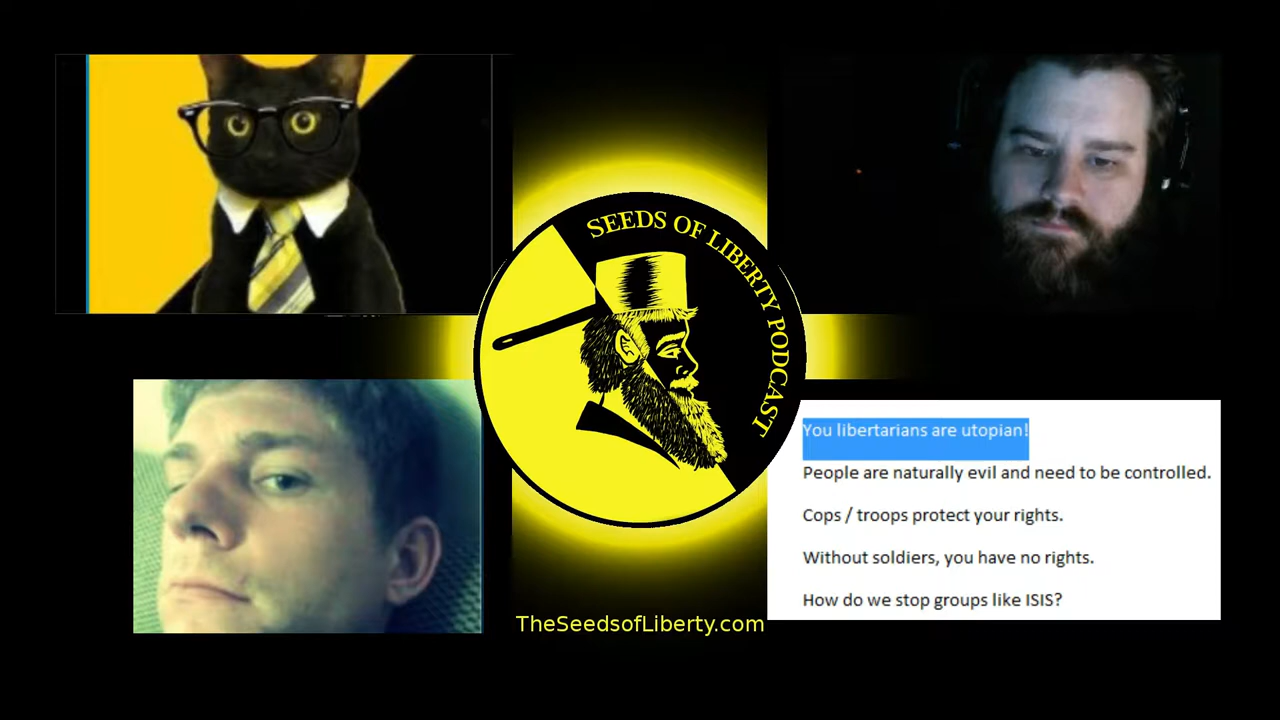 SEEDS OF LIBERTY PODCAST
You libertarians are utopian!
People are naturally evil and need to be controlled.
Cops / troops protect your rights.
Without soldiers, you have no rights.
How do we stop groups like ISIS?
TheSeedsofLiberty.com